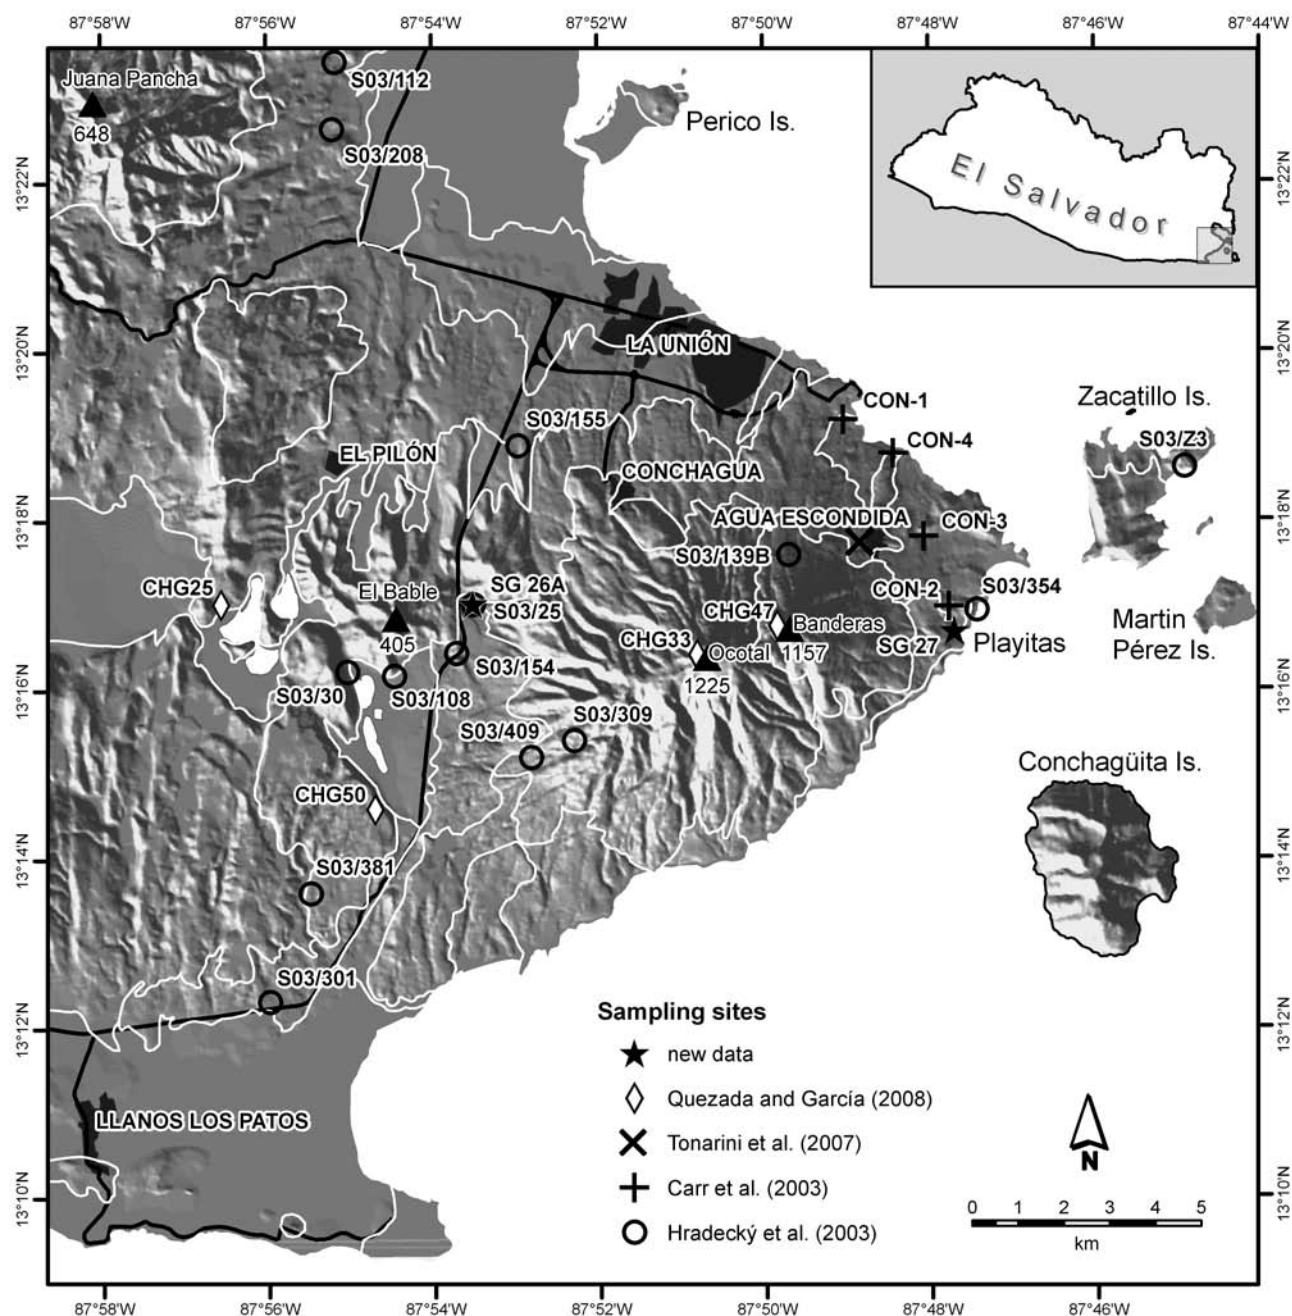 87°58'W 87°56'W 87°54'W 87°52'W 87°50'W 87°48'W 87°46'W 87°44'W
Juana Pancha
648
S03/112
S03/208
Perico Is.
El Salvador
13°22'N
13°22'N
13°20'N
13°20'N
LA UNIÓN
CON-1
Zacatillo Is.
S03/155
CON-4
S03/Z3
EL PILÓN
CONCHAGUA
13°18'N
13°18'N
AGUA ESCONDIDA
CON-3
S03/139B
CHG25
El Bable
405
SG 26A
S03/25
CON-2
S03/354
CHG47
Banderas
1157
CHG33
Ocotal
1225
SG 27
Playitas
Martin
Pérez Is.
S03/154
13°16'N
13°16'N
S03/30
S03/108
S03/409
S03/309
Conchagüita Is.
CHG50
13°14'N
13°14'N
S03/381
S03/301
13°12'N
13°12'N
Sampling sites
new data
Quezada and García (2008)
Tonarini et al. (2007)
Carr et al. (2003)
Hradecký et al. (2003)
LLANOS LOS PATOS
N
13°10'N
13°10'N
0 1 2 3 4 5
km
87°58'W 87°56'W 87°54'W 87°52'W 87°50'W 87°48'W 87°46'W